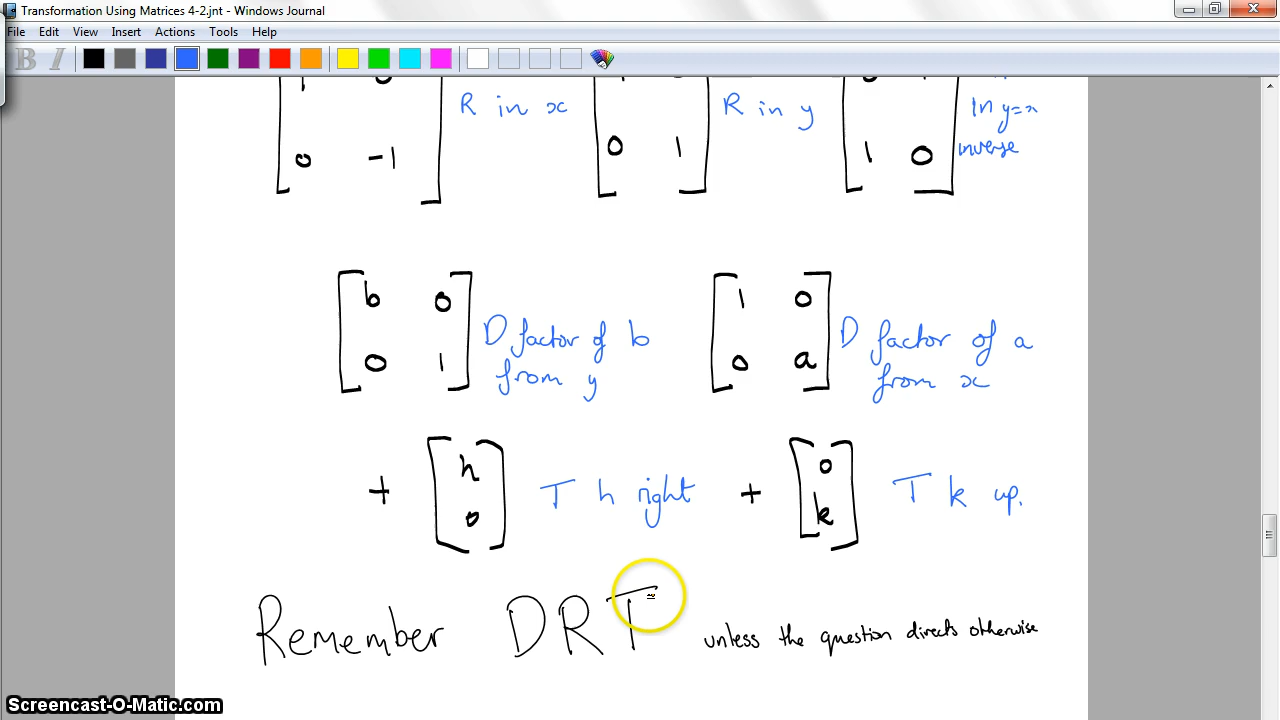 Transformation Using Matrices 4-2.jnt - Windows Journal
File Edit View Insert Actions Tools Help
B I
R in x
R in y
In y=x
inverse
0 -1
0 1
1 0
b 0
0 1
D factor of b
from y
1 0
0 a
D factor of a
from x
+ h
0
T h right
+ 0
k
T k up.
Remember DRT unless the question directs otherwise
Screencast-O-Matic.com